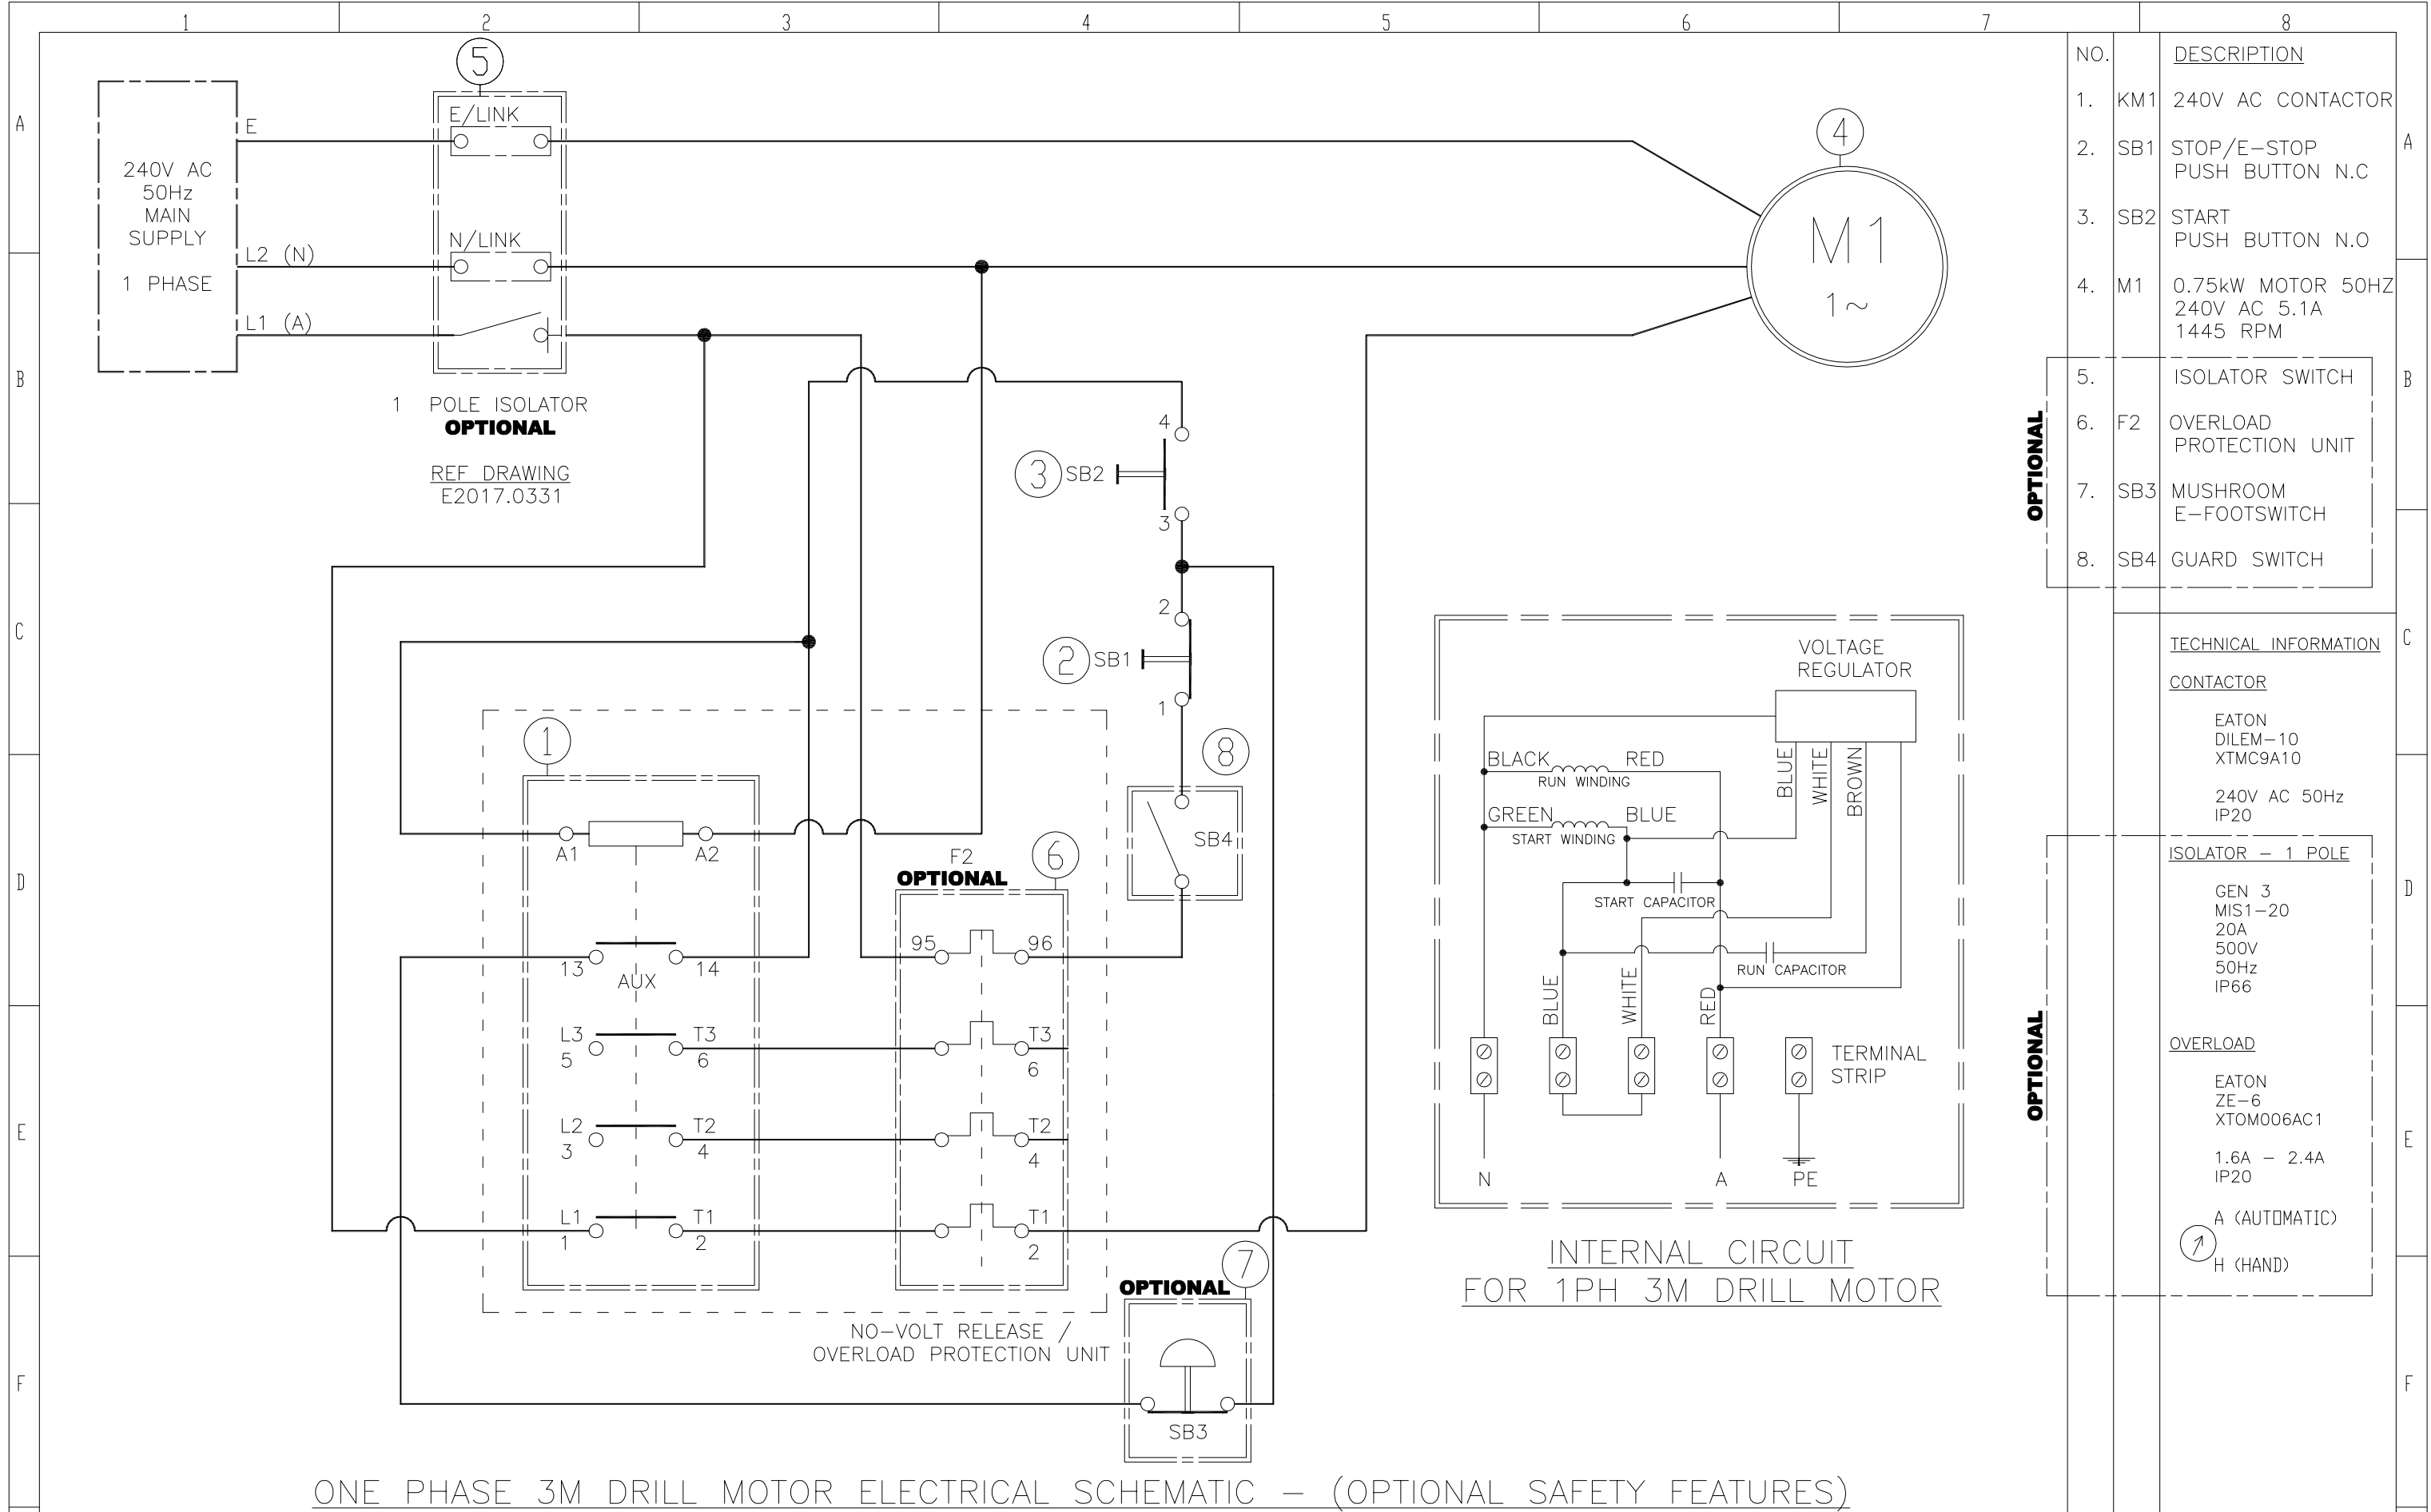 1 2 3 4 5 6 7 8
A
B
C
D
E
F
A
B
C
D
E
F
240V AC
50Hz
MAIN
SUPPLY
1 PHASE
E
L2 (N)
L1 (A)
5
E/LINK
N/LINK
1 POLE ISOLATOR
OPTIONAL
REF DRAWING
E2017.0331
4
M1
1~
4
3 SB2
3
2
2 SB1
1
8
SB4
1
A1 A2
13 14
AUX
L3 T3
5 6
L2 T2
3 4
L1 T1
1 2
F2
OPTIONAL
6
95 96
T3
6
T2
4
T1
2
NO-VOLT RELEASE /
OVERLOAD PROTECTION UNIT
7
OPTIONAL
SB3
VOLTAGE
REGULATOR
BLACK RED
RUN WINDING
GREEN BLUE
START WINDING
BLUE
WHITE
BROWN
START CAPACITOR
RUN CAPACITOR
BLUE
WHITE
RED
TERMINAL
STRIP
N A PE
INTERNAL CIRCUIT
FOR 1PH 3M DRILL MOTOR
NO. DESCRIPTION
1. KM1 240V AC CONTACTOR
2. SB1 STOP/E-STOP
PUSH BUTTON N.C
3. SB2 START
PUSH BUTTON N.O
4. M1 0.75kW MOTOR 50HZ
240V AC 5.1A
1445 RPM
OPTIONAL
5. ISOLATOR SWITCH
6. F2 OVERLOAD
PROTECTION UNIT
7. SB3 MUSHROOM
E-FOOTSWITCH
8. SB4 GUARD SWITCH
TECHNICAL INFORMATION
CONTACTOR
EATON
DILEM-10
XTMC9A10
240V AC 50Hz
IP20
OPTIONAL
ISOLATOR - 1 POLE
GEN 3
MIS1-20
20A
500V
50Hz
IP66
OVERLOAD
EATON
ZE-6
XTOM006AC1
1.6A - 2.4A
IP20
A (AUTOMATIC)
H (HAND)
ONE PHASE 3M DRILL MOTOR ELECTRICAL SCHEMATIC - (OPTIONAL SAFETY FEATURES)